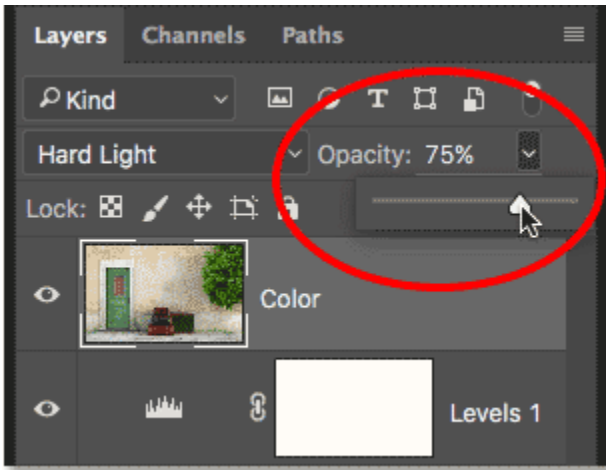 Layers Channels Paths
Kind T
Hard Light Opacity: 75%
Lock:
Color
Levels 1